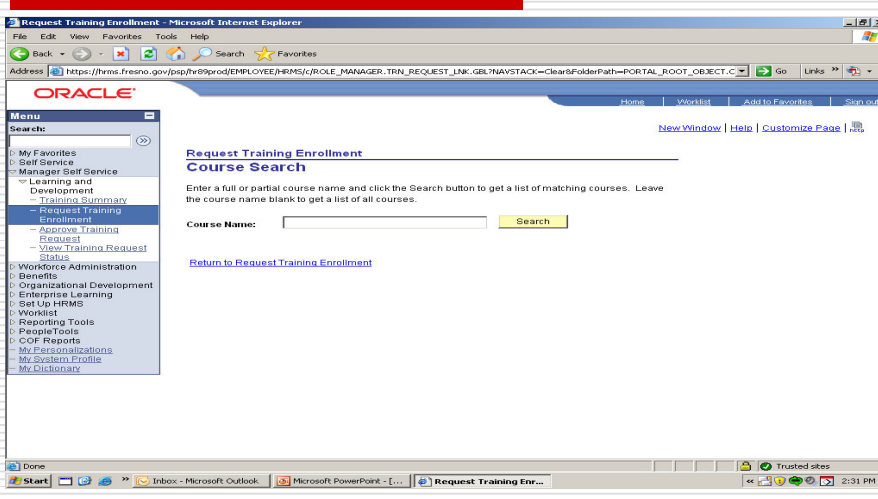 Request Training Enrollment - Microsoft Internet Explorer
File Edit View Favorites Tools Help
Back Search Favorites
Address https://hrms.fresno.gov/psp/hr89prod/EMPLOYEE/HRMS/c/ROLE_MANAGER.TRN_REQUEST_LNK.GBL?NAVSTACK=Clear&FolderPath=PORTAL_ROOT_OBJECT.C Go Links »
ORACLE
Home Worklist Add to Favorites Sign out
Menu
Search:
New Window | Help | Customize Page | http
My Favorites
Self Service
Manager Self Service
Learning and
Development
– Training Summary
– Request Training
Enrollment
– Approve Training
Request
– View Training Request
Status
Workforce Administration
Benefits
Organizational Development
Enterprise Learning
Set Up HRMS
Worklist
Reporting Tools
PeopleTools
COF Reports
– My Personalizations
– My System Profile
– My Dictionary
Request Training Enrollment
Course Search
Enter a full or partial course name and click the Search button to get a list of matching courses. Leave
the course name blank to get a list of all courses.
Course Name: Search
Return to Request Training Enrollment
Done Trusted sites
Start » Inbox - Microsoft Outlook Microsoft PowerPoint - [... Request Training Enr... « 2:31 PM